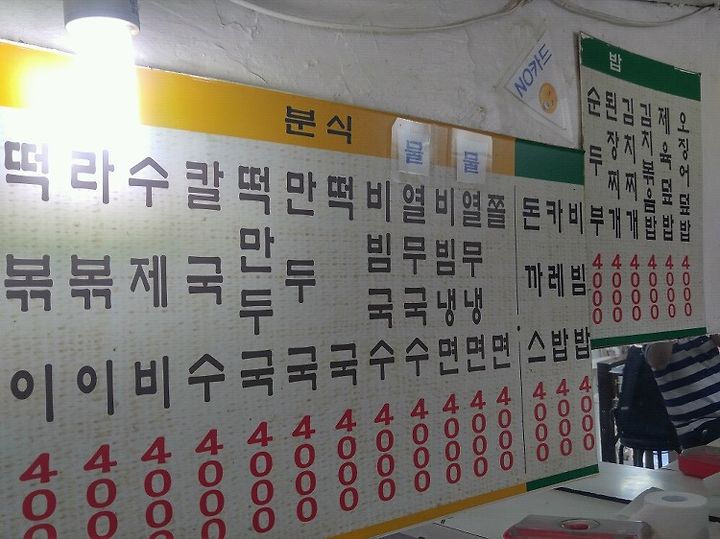 분식
물
물
떡볶이 400
라볶이 400
수제비 4000
칼국수 4000
떡만두국 4000
만두국 4000
떡국 4000
비빔국수 4000
열무국수 4000
비빔냉면 4000
열무냉면 4000
쫄면 4000
돈까스 4000
카레밥 4000
비빔밥 4000
NO카드
밥
순두부 4000
된장찌개 4000
김치찌개 4000
김치볶음밥 4000
제육덮밥 4000
오징어덮밥 4000